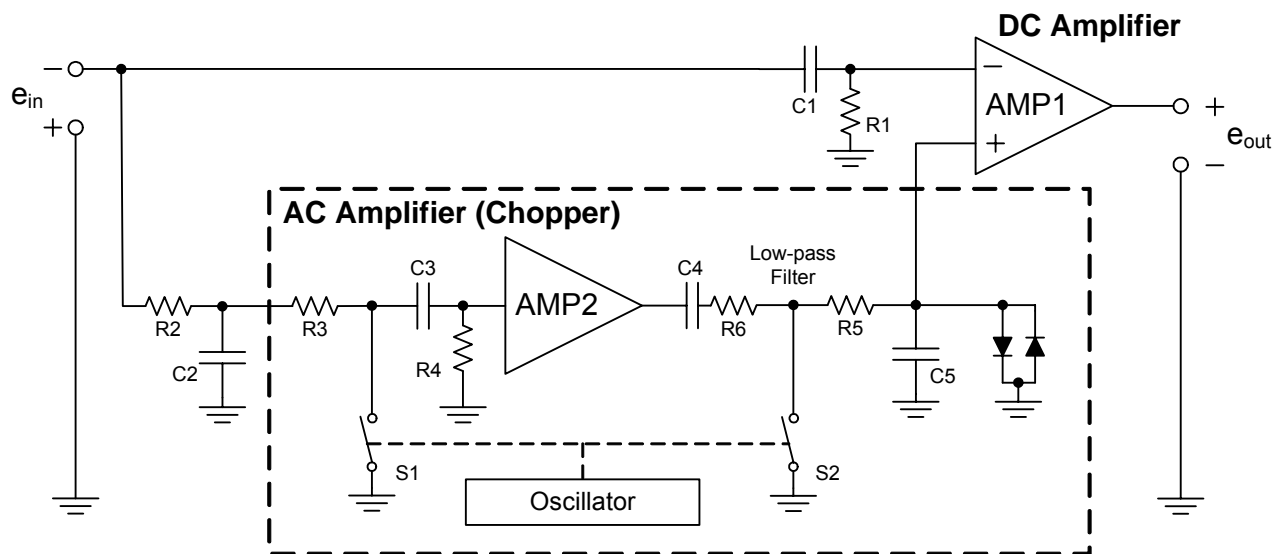 DC Amplifier
−
e_in
+
C1
R1
−
AMP1
+
+
e_out
−
AC Amplifier (Chopper)
R2
C2
R3
C3
R4
AMP2
C4
R6
Low-pass
Filter
R5
C5
S1
S2
Oscillator